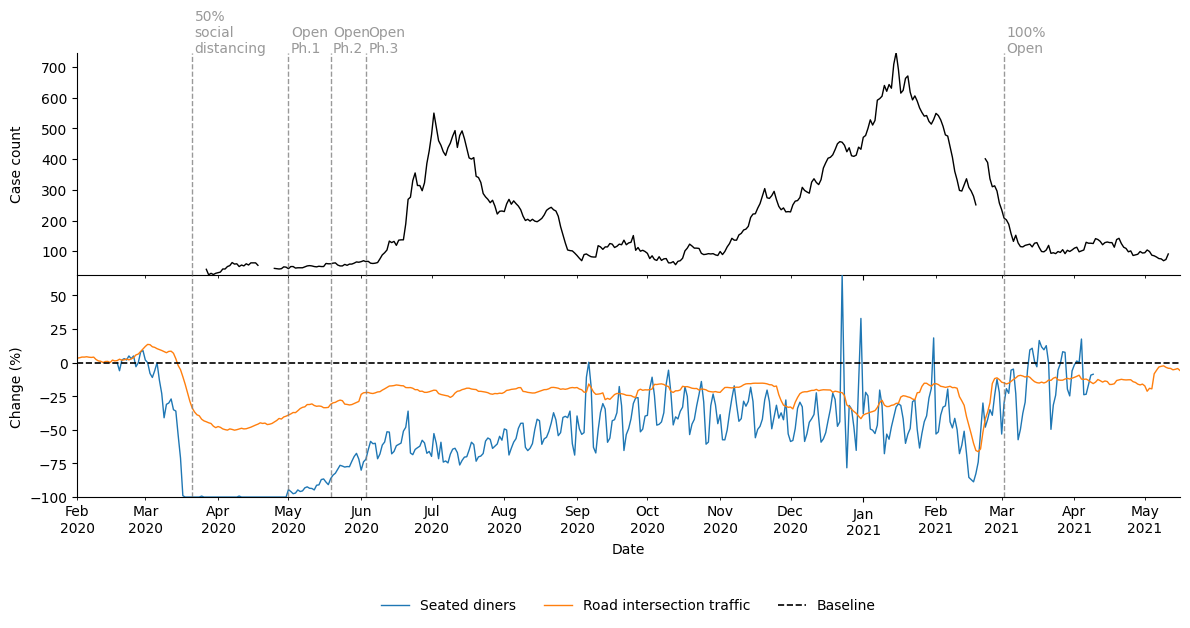 50%
social
distancing
Open
Ph.1
Open
Ph.2
Open
Ph.3
100%
Open
Case count
700
600
500
400
300
200
100
Change (%)
50
25
0
−25
−50
−75
−100
Feb
2020
Mar
2020
Apr
2020
May
2020
Jun
2020
Jul
2020
Aug
2020
Sep
2020
Oct
2020
Nov
2020
Dec
2020
Jan
2021
Feb
2021
Mar
2021
Apr
2021
May
2021
Date
Seated diners
Road intersection traffic
Baseline